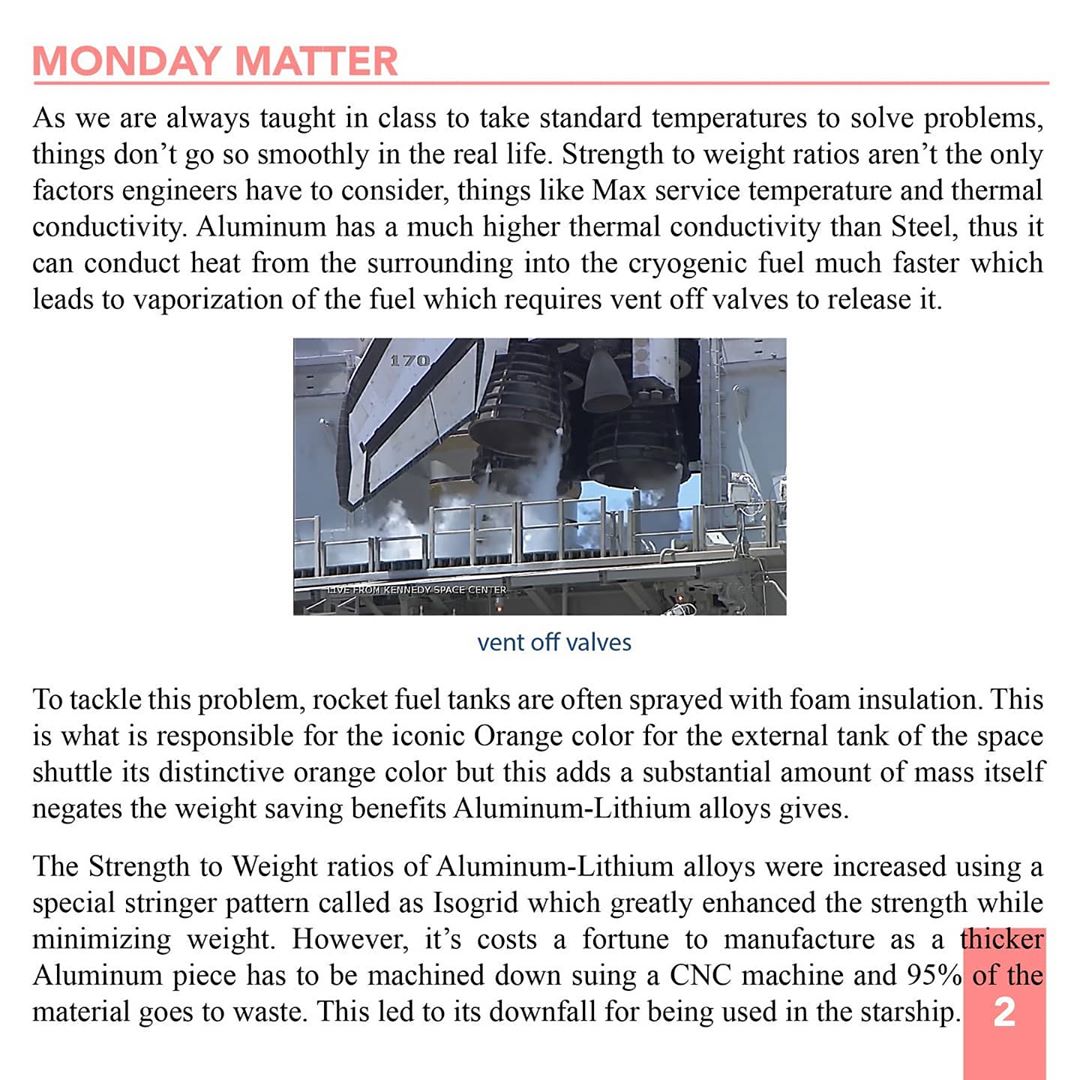 MONDAY MATTER
As we are always taught in class to take standard temperatures to solve problems,
things don’t go so smoothly in the real life. Strength to weight ratios aren’t the only
factors engineers have to consider, things like Max service temperature and thermal
conductivity. Aluminum has a much higher thermal conductivity than Steel, thus it
can conduct heat from the surrounding into the cryogenic fuel much faster which
leads to vaporization of the fuel which requires vent off valves to release it.
170
LIVE FROM KENNEDY SPACE CENTER
vent off valves
To tackle this problem, rocket fuel tanks are often sprayed with foam insulation. This
is what is responsible for the iconic Orange color for the external tank of the space
shuttle its distinctive orange color but this adds a substantial amount of mass itself
negates the weight saving benefits Aluminum-Lithium alloys gives.
The Strength to Weight ratios of Aluminum-Lithium alloys were increased using a
special stringer pattern called as Isogrid which greatly enhanced the strength while
minimizing weight. However, it’s costs a fortune to manufacture as a thicker
Aluminum piece has to be machined down suing a CNC machine and 95% of the
material goes to waste. This led to its downfall for being used in the starship.
2